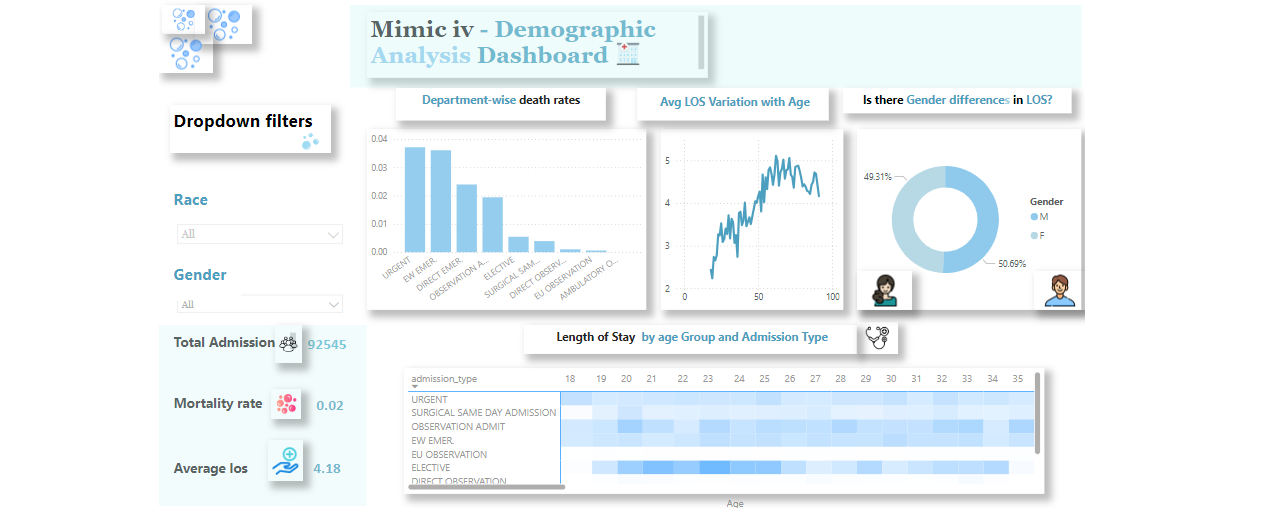 Mimic iv - Demographic
Analysis Dashboard
Dropdown filters
Race
All
Gender
All
Total Admission 92545
Mortality rate 0.02
Average los 4.18
Department-wise death rates
0.04
0.03
0.02
0.01
0.00
URGENT
EW EMER.
DIRECT EMER.
OBSERVATION A...
ELECTIVE
SURGICAL SAM...
DIRECT OBSERV...
EU OBSERVATION
AMBULATORY O...
Avg LOS Variation with Age
5
4
3
2
0 50 100
Is there Gender differences in LOS?
49.31%
50.69%
Gender
M
F
Length of Stay by age Group and Admission Type
admission_type 18 19 20 21 22 23 24 25 26 27 28 29 30 31 32 33 34 35
URGENT
SURGICAL SAME DAY ADMISSION
OBSERVATION ADMIT
EW EMER.
EU OBSERVATION
ELECTIVE
DIRECT OBSERVATION
Age